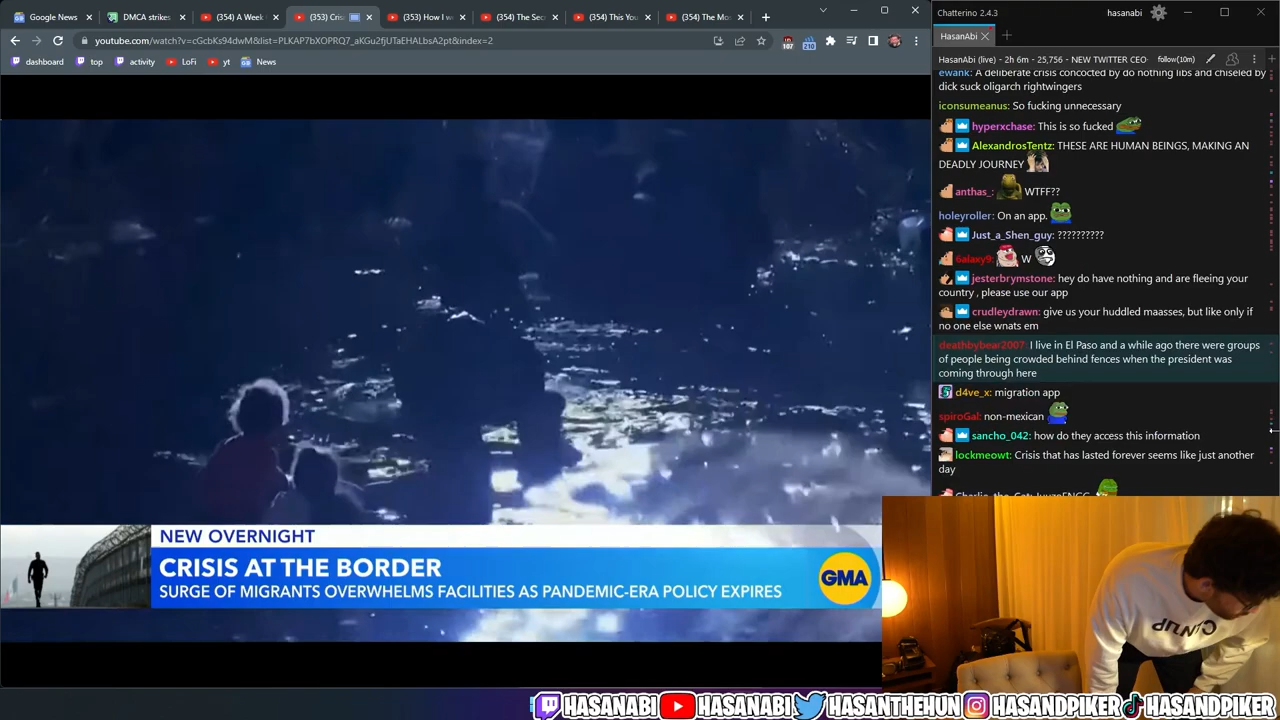 Google News
DMCA strikes
(354) A Week
(353) Cris
(353) How I w
(354) The Sec
(354) This You
(354) The Mo
youtube.com/watch?v=cGcbKs94dwM&list=PLKAP7bXOPRQ7_aKGu2fjUTaEHALbsA2pt&index=2
107
210
dashboard
top
activity
LoFi
yt
News
NEW OVERNIGHT
CRISIS AT THE BORDER
SURGE OF MIGRANTS OVERWHELMS FACILITIES AS PANDEMIC-ERA POLICY EXPIRES
GMA
Chatterino 2.4.3
hasanabi
HasanAbi
HasanAbi (live) - 2h 6m - 25,756 - NEW TWITTER CEO
follow(10m)
ewank: A deliberate crisis concocted by do nothing libs and chiseled by
dick suck oligarch rightwingers
iconsumeanus: So fucking unnecessary
hyperxchase: This is so fucked
AlexandrosTentz: THESE ARE HUMAN BEINGS, MAKING AN
DEADLY JOURNEY
anthas_: WTFF??
holeyroller: On an app.
Just_a_Shen_guy: ??????????
6alaxy9: W
jesterbrymstone: hey do have nothing and are fleeing your
country , please use our app
crudleydrawn: give us your huddled maasses, but like only if
no one else wnats em
deathbybear2007: I live in El Paso and a while ago there were groups
of people being crowded behind fences when the president was
coming through here
d4ve_x: migration app
spiroGal: non-mexican
sancho_042: how do they access this information
lockmeowt: Crisis that has lasted forever seems like just another
day
HASANABI
HASANABI
HASANTHEHUN
HASANDPIKER
HASANDPIKER